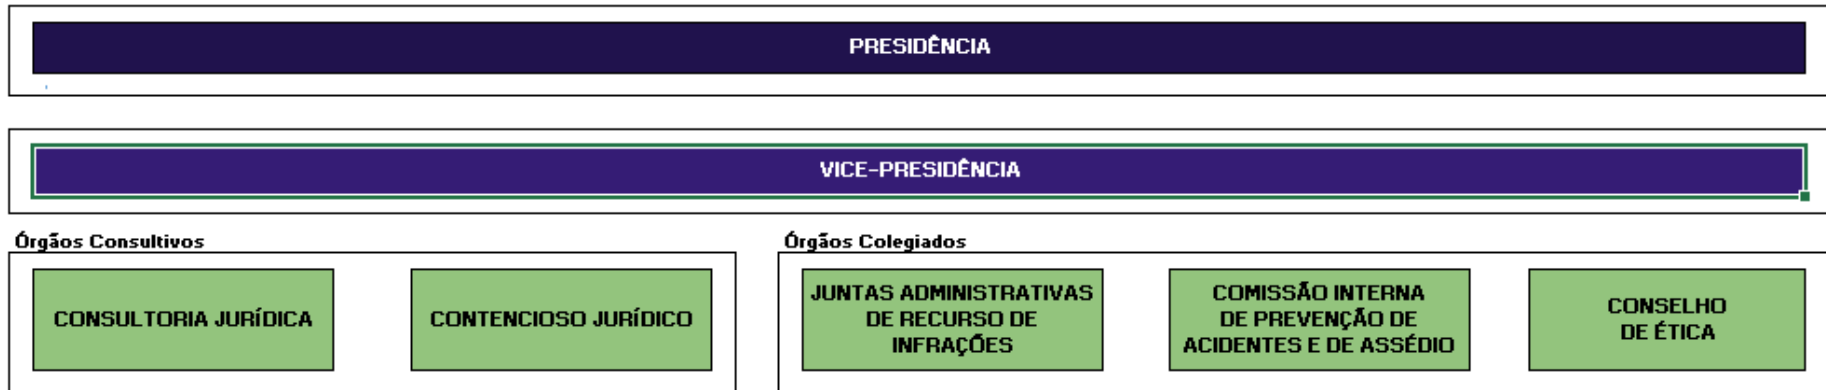 PRESIDÊNCIA
VICE-PRESIDÊNCIA
Órgãos Consultivos
CONSULTORIA JURÍDICA
CONTENCIOSO JURÍDICO
Órgãos Colegiados
JUNTAS ADMINISTRATIVAS
DE RECURSO DE
INFRAÇÕES
COMISSÃO INTERNA
DE PREVENÇÃO DE
ACIDENTES E DE ASSÉDIO
CONSELHO
DE ÉTICA